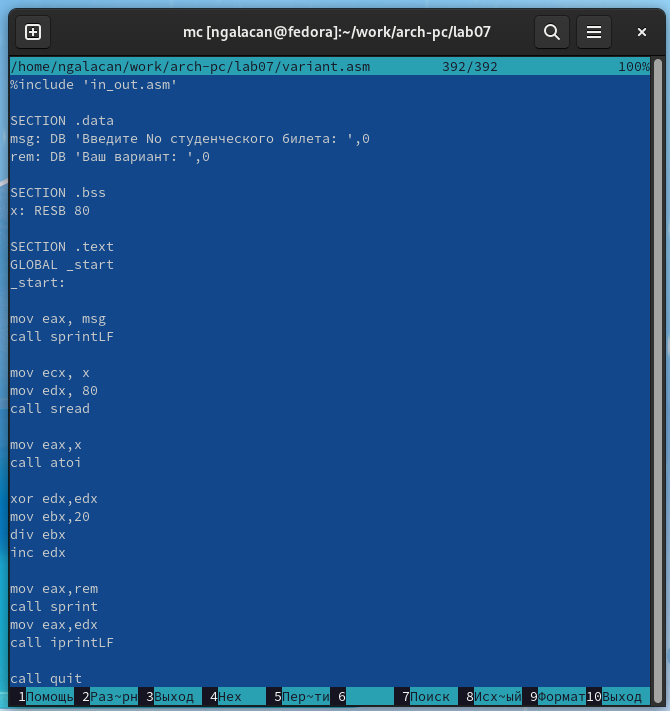 mc [ngalacan@fedora]:~/work/arch-pc/lab07
/home/ngalacan/work/arch-pc/lab07/variant.asm 392/392 100%
%include 'in_out.asm'
SECTION .data
msg: DB 'Введите No студенческого билета: ',0
rem: DB 'Ваш вариант: ',0
SECTION .bss
x: RESB 80
SECTION .text
GLOBAL _start
_start:
mov eax, msg
call sprintLF
mov ecx, x
mov edx, 80
call sread
mov eax,x
call atoi
xor edx,edx
mov ebx,20
div ebx
inc edx
mov eax,rem
call sprint
mov eax,edx
call iprintLF
call quit
1Помощь 2Раз~рн 3Выход 4Hex 5Пер~ти 6 7Поиск 8Исх~ый 9Формат 10Выход